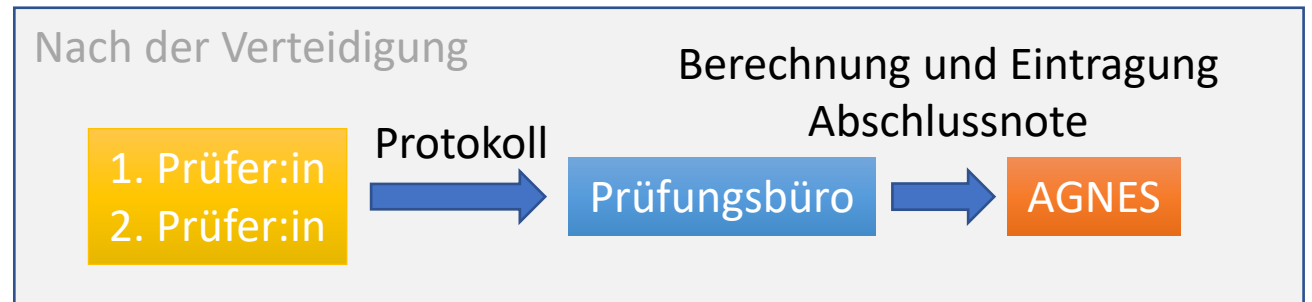 Nach der Verteidigung
Berechnung und Eintragung
Abschlussnote
1. Prüfer:in
2. Prüfer:in
Protokoll
Prüfungsbüro
AGNES